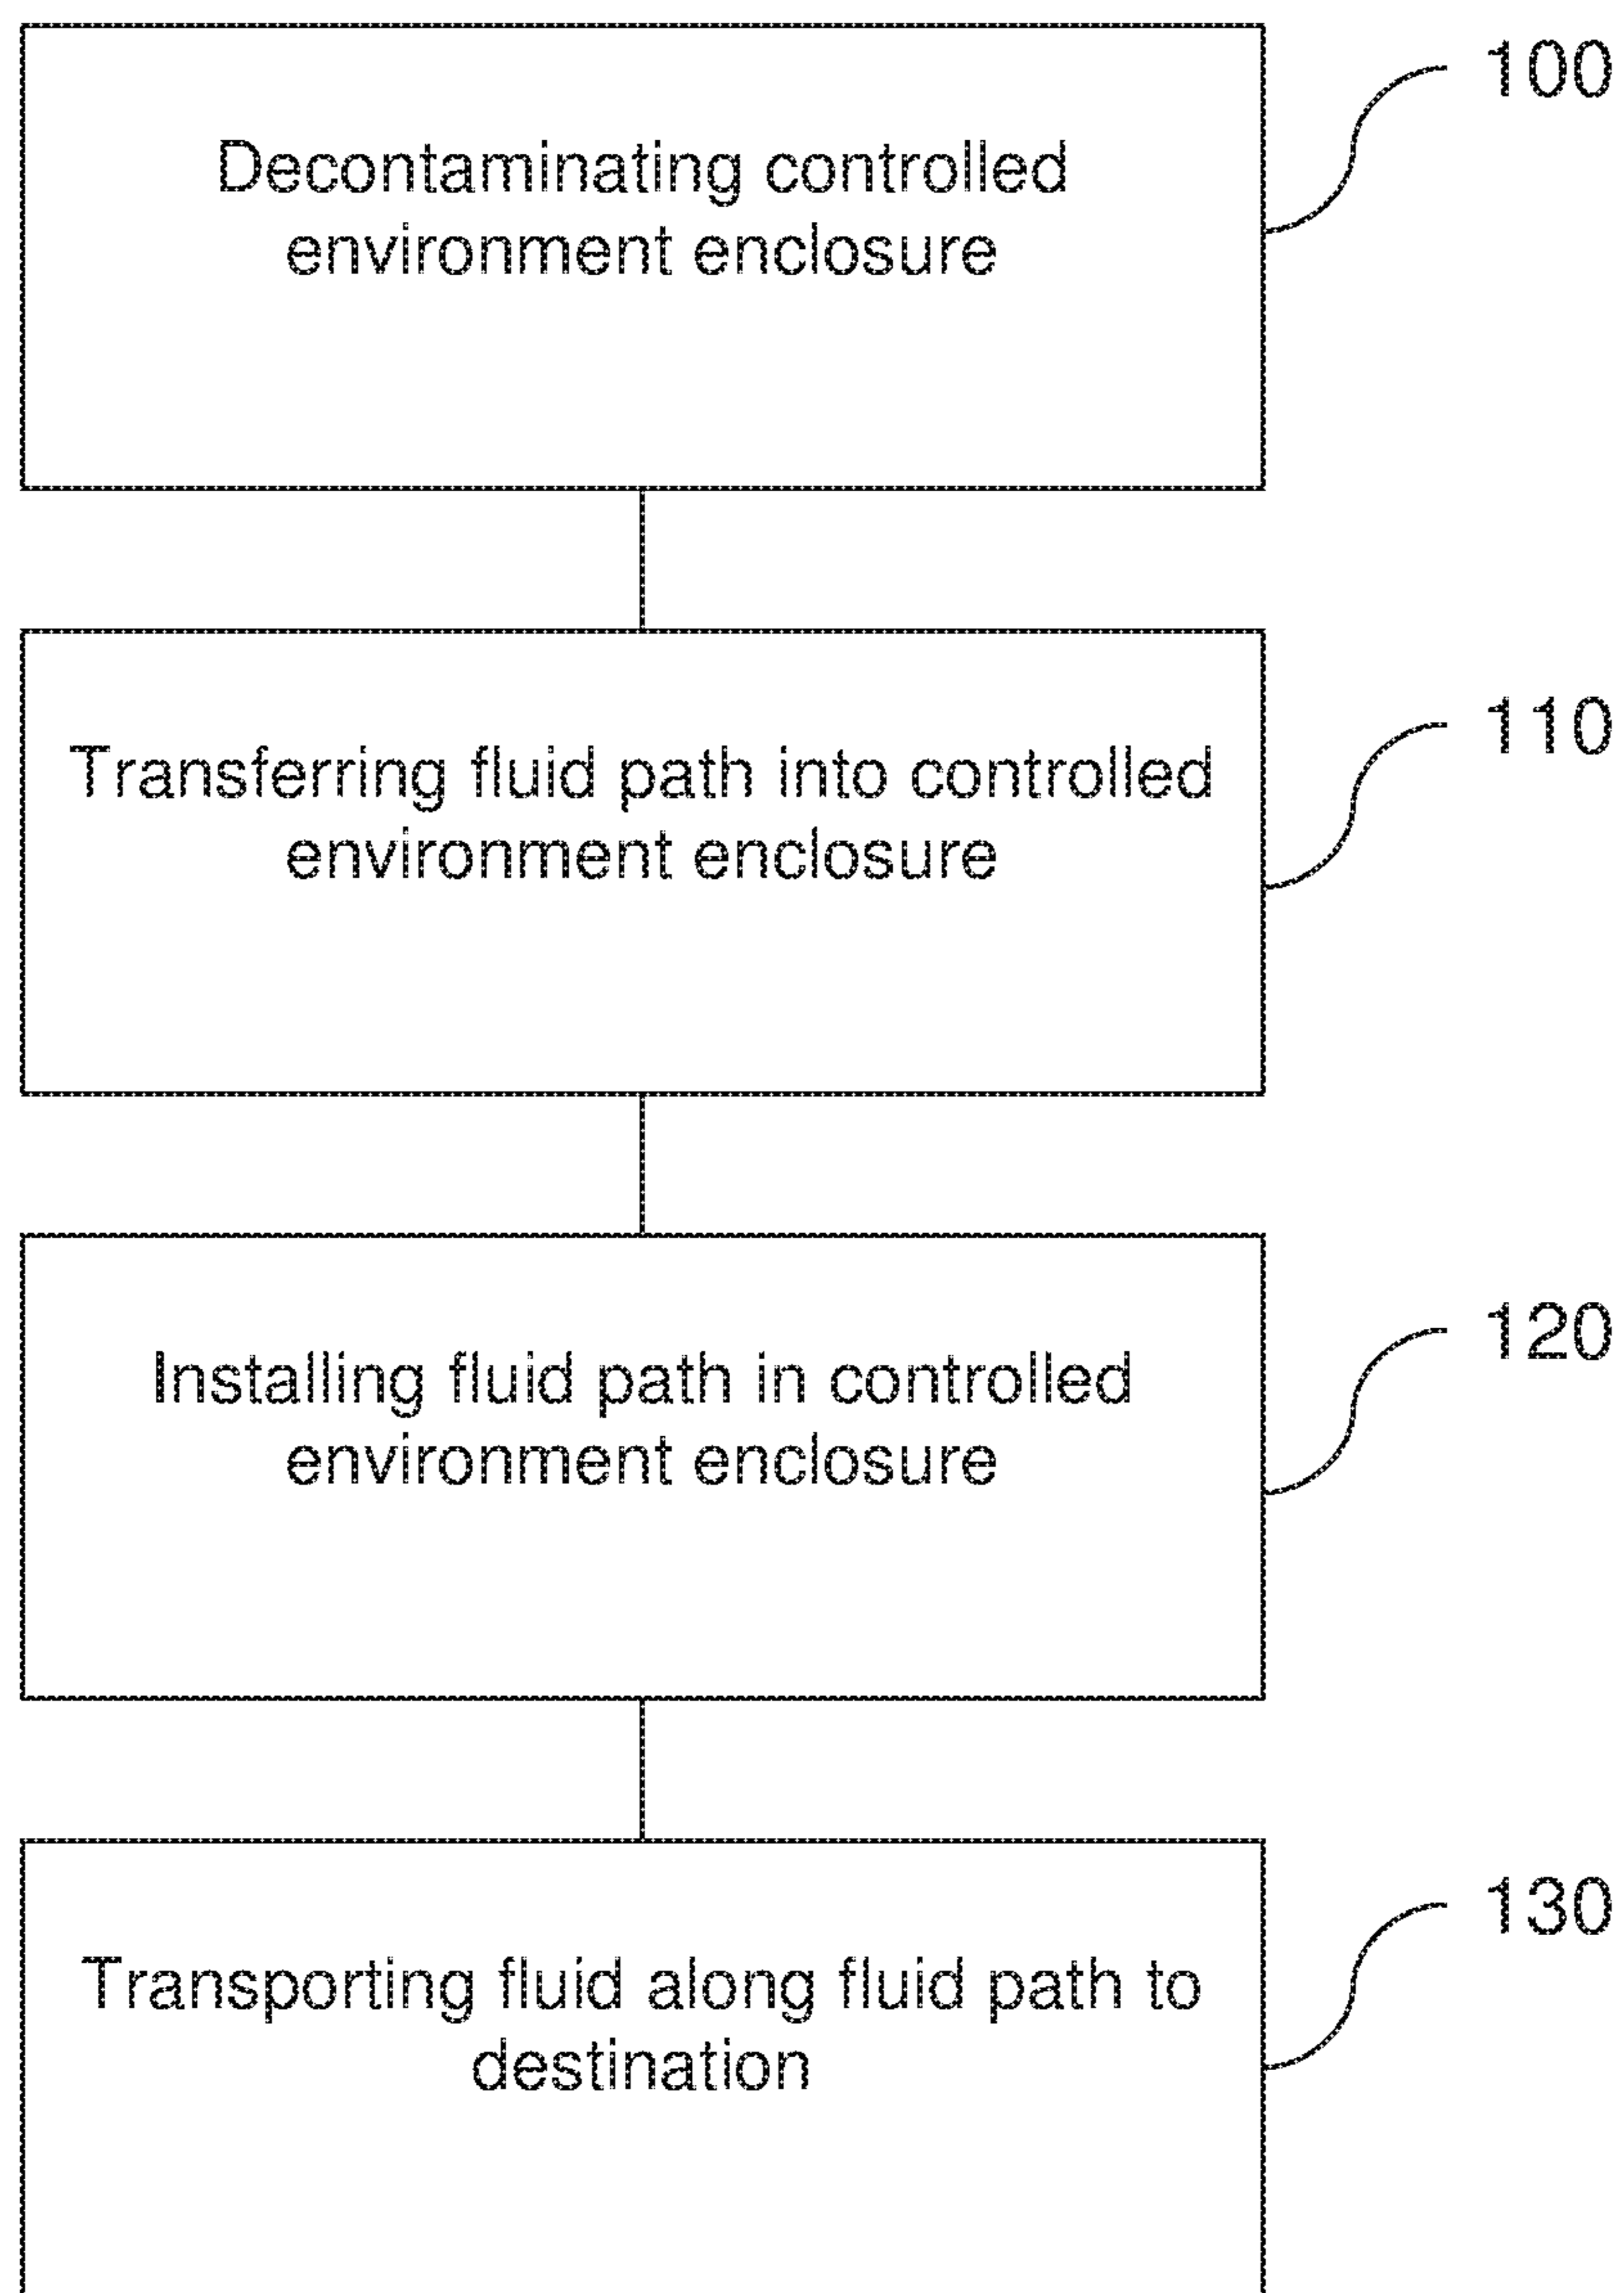 100
Decontaminating controlled
environment enclosure
110
Transferring fluid path into controlled
environment enclosure
120
Installing fluid path in controlled
environment enclosure
130
Transporting fluid along fluid path to
destination